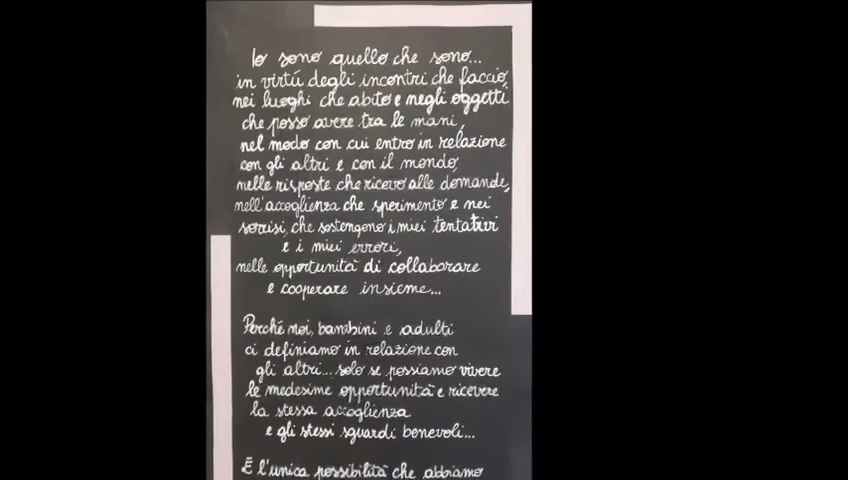 Io sono quello che sono...
in virtú degli incontri che faccio,
nei luoghi che abito e negli oggetti
che posso avere tra le mani,
nel modo con cui entro in relazione
con gli altri e con il mondo,
nelle risposte che ricevo alle domande,
nell'accoglienza che sperimento e nei
sorrisi, che sostengono i miei tentativi
e i miei errori,
nelle opportunità di collaborare
e cooperare insieme...
Perché noi, bambini e adulti
ci definiamo in relazione con
gli altri... solo se possiamo vivere
le medesime opportunità e ricevere
la stessa accoglienza
e gli stessi sguardi benevoli...
È l'unica possibilità che abbiamo